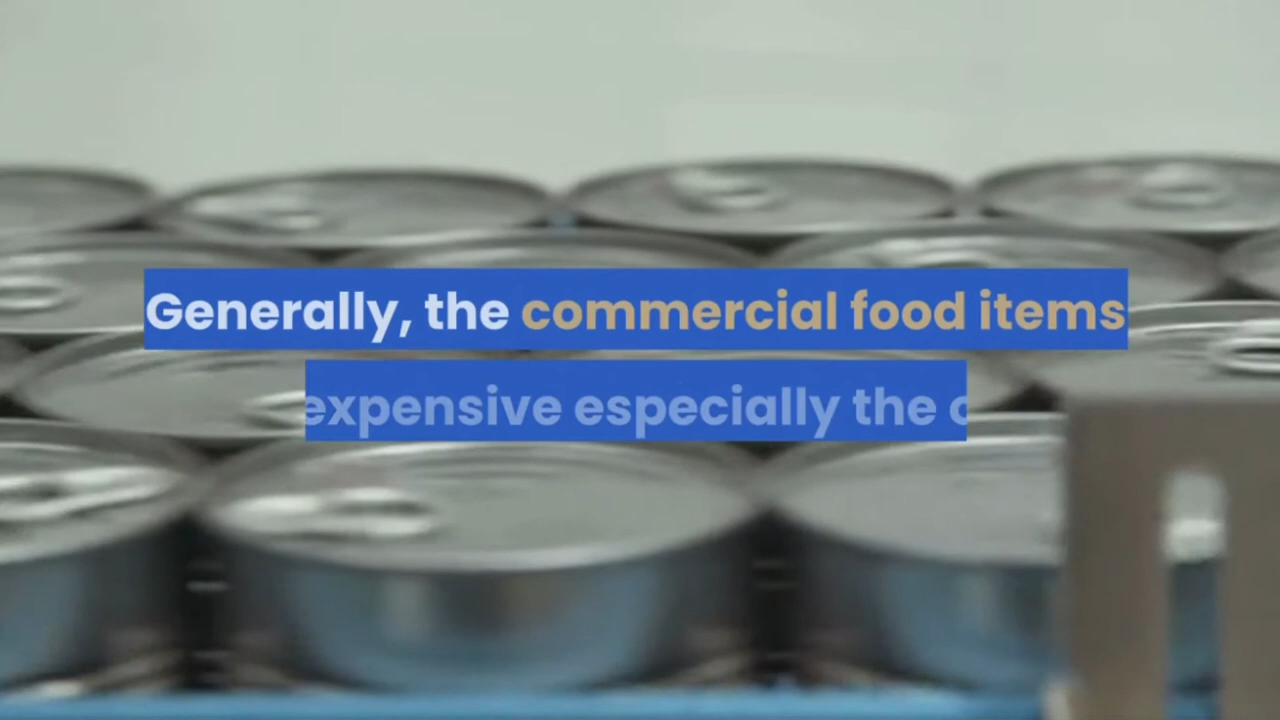 Generally, the commercial food items
expensive especially the